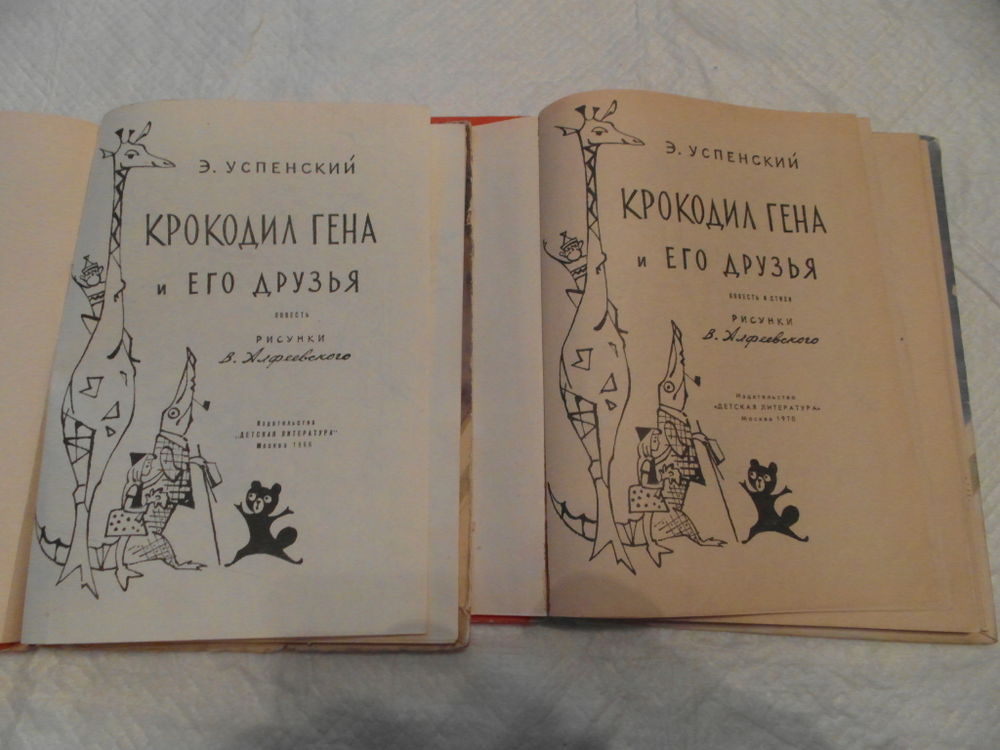 Э. УСПЕНСКИЙ
КРОКОДИЛ ГЕНА
И ЕГО ДРУЗЬЯ
ПОВЕСТЬ
РИСУНКИ
В. Алфеевского
Издательство
„ДЕТСКАЯ ЛИТЕРАТУРА"
Москва 1966
Э. УСПЕНСКИЙ
КРОКОДИЛ ГЕНА
И ЕГО ДРУЗЬЯ
ПОВЕСТЬ И СТИХИ
РИСУНКИ
В. Алфеевского
Издательство
«ДЕТСКАЯ ЛИТЕРАТУРА»
Москва 1970